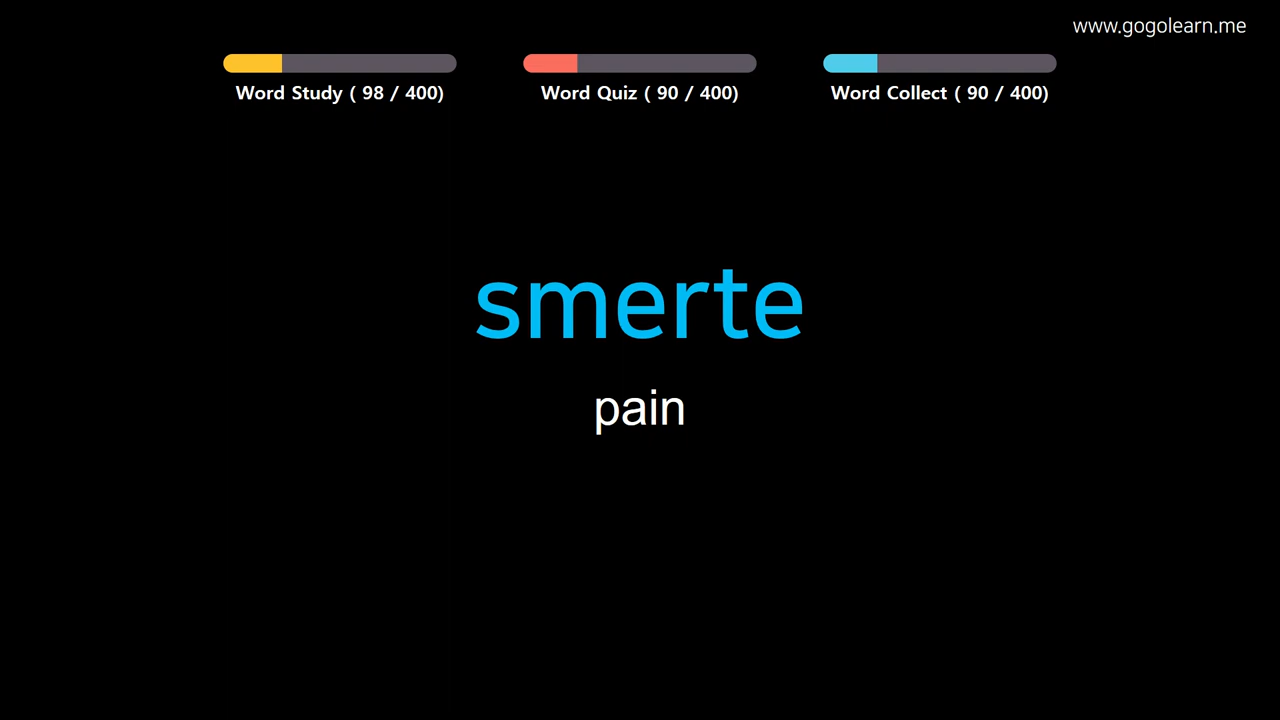 www.gogolearn.me
Word Study ( 98 / 400)
Word Quiz ( 90 / 400)
Word Collect ( 90 / 400)
smerte
pain